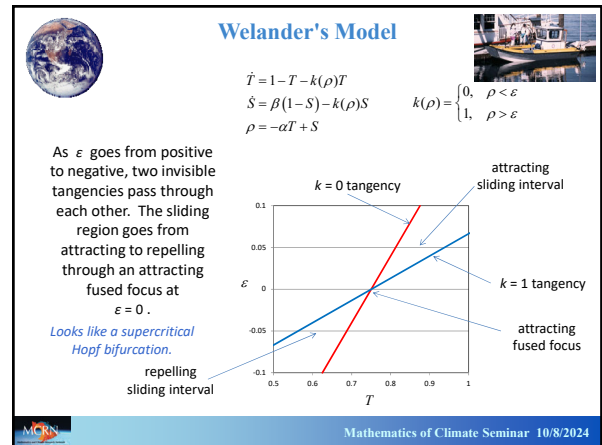 Welander's Model
Ṫ = 1 − T − k(ρ)T
Ṡ = β(1 − S) − k(ρ)S
ρ = −αT + S
k(ρ) = {0, ρ < ε
1, ρ > ε
As ε goes from positive
to negative, two invisible
tangencies pass through
each other. The sliding
region goes from
attracting to repelling
through an attracting
fused focus at
ε = 0 .
Looks like a supercritical
Hopf bifurcation.
repelling
sliding interval
k = 0 tangency
attracting
sliding interval
k = 1 tangency
attracting
fused focus
0.1
0.05
0
-0.05
-0.1
ε
0.5 0.6 0.7 0.8 0.9 1
T
MCRN
Mathematics of Climate Seminar 10/8/2024